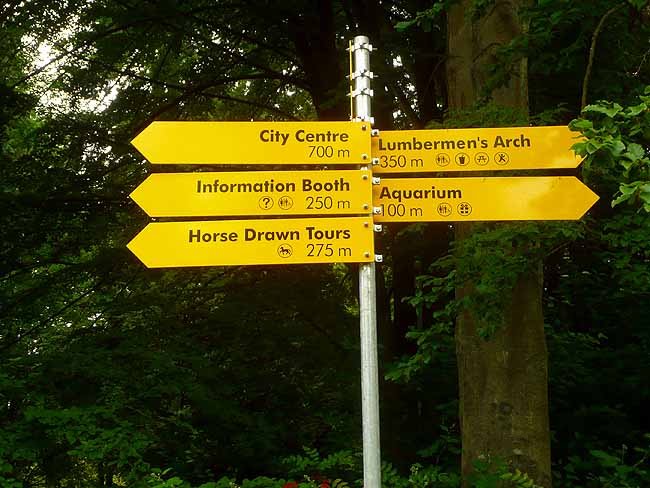 City Centre
700 m
Information Booth
? 250 m
Horse Drawn Tours
275 m
Lumbermen's Arch
350 m
Aquarium
100 m